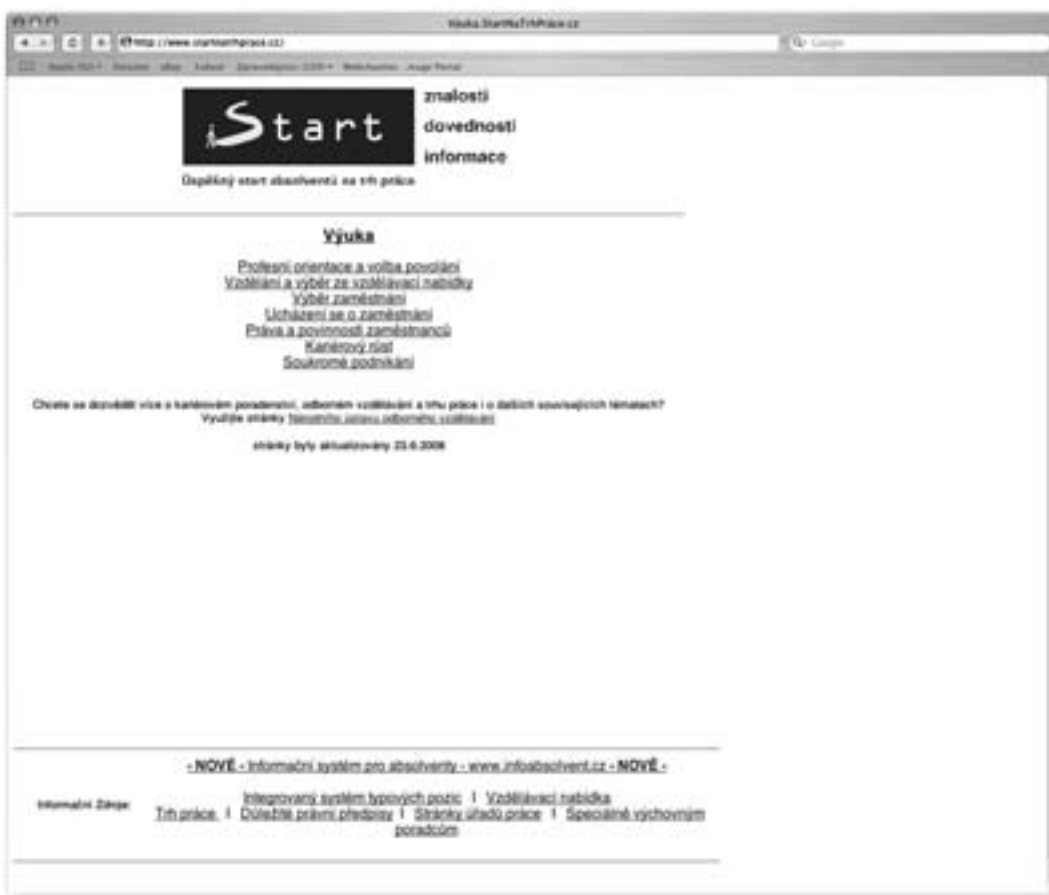 Výuka.StartNaTrhPráce.cz
http://www.startnatrhprace.cz/
Google
Start
znalosti
dovednosti
informace
Úspěšný start absolventů na trh práce
Výuka
Profesní orientace a volba povolání
Vzdělání a výběr ze vzdělávací nabídky
Výběr zaměstnání
Ucházení se o zaměstnání
Práva a povinnosti zaměstnanců
Kariérový růst
Soukromé podnikání
Chcete se dozvědět více o kariérovém poradenství, odborném vzdělávání a trhu práce i o dalších souvisejících tématech?
Využijte stránky Národního ústavu odborného vzdělávání
stránky byly aktualizovány 23.6.2008
- NOVÉ - Informační systém pro absolventy - www.infoabsolvent.cz - NOVÉ -
Informační Zdroje:
Integrovaný systém typových pozic I Vzdělávací nabídka
Trh práce I Důležité právní předpisy I Stránky úřadů práce I Speciálně výchovným
poradcům